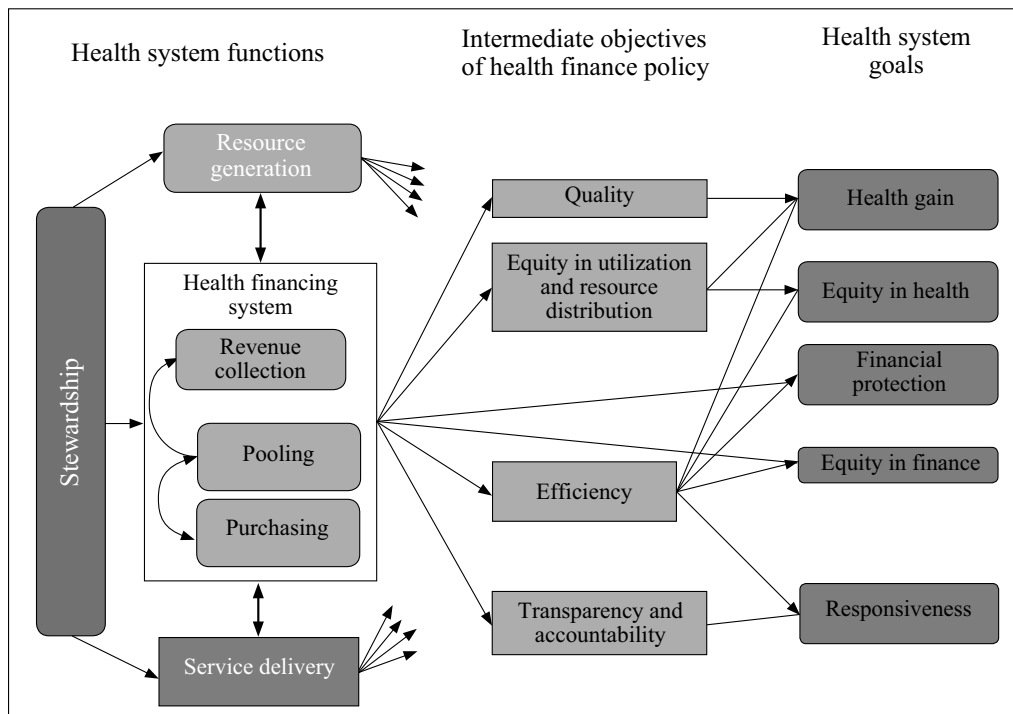 Health system functions
Intermediate objectives
of health finance policy
Health system
goals
Stewardship
Resource
generation
Health financing
system
Revenue
collection
Pooling
Purchasing
Service delivery
Quality
Equity in utilization
and resource
distribution
Efficiency
Transparency and
accountability
Health gain
Equity in health
Financial
protection
Equity in finance
Responsiveness